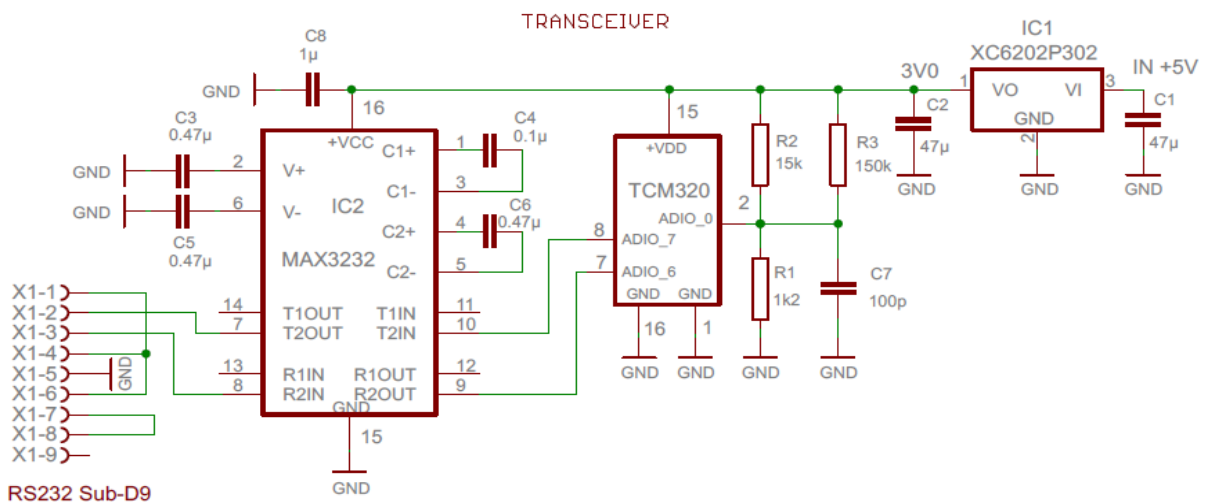 TRANSCEIVER
C8
1µ
GND
16
+VCC
C3
0.47µ
GND
2
V+
GND
6
V-
C5
0.47µ
IC2
MAX3232
C1+
1
C4
0.1µ
C1-
3
C2+
4
C6
0.47µ
C2-
5
14
T1OUT
T1IN
11
7
T2OUT
T2IN
10
13
R1IN
R1OUT
12
8
R2IN
R2OUT
9
GND
15
GND
X1-1
X1-2
X1-3
X1-4
X1-5
X1-6
X1-7
X1-8
X1-9
GND
RS232 Sub-D9
15
+VDD
TCM320
ADIO_0
2
8
ADIO_7
7
ADIO_6
GND
GND
16
1
GND
GND
R2
15k
R3
150k
R1
1k2
C7
100p
GND
GND
3V0
C2
47µ
GND
IC1
XC6202P302
1
VO
VI
3
GND
2
GND
IN +5V
C1
47µ
GND